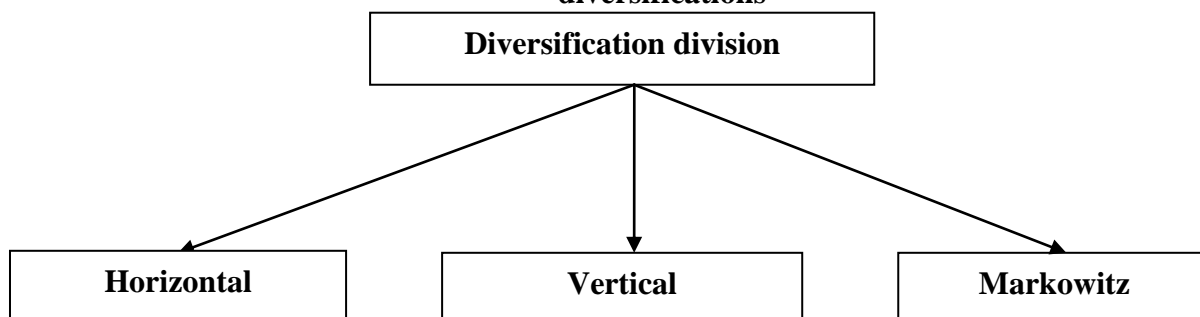 diversifications
Diversification division
Horizontal
Vertical
Markowitz